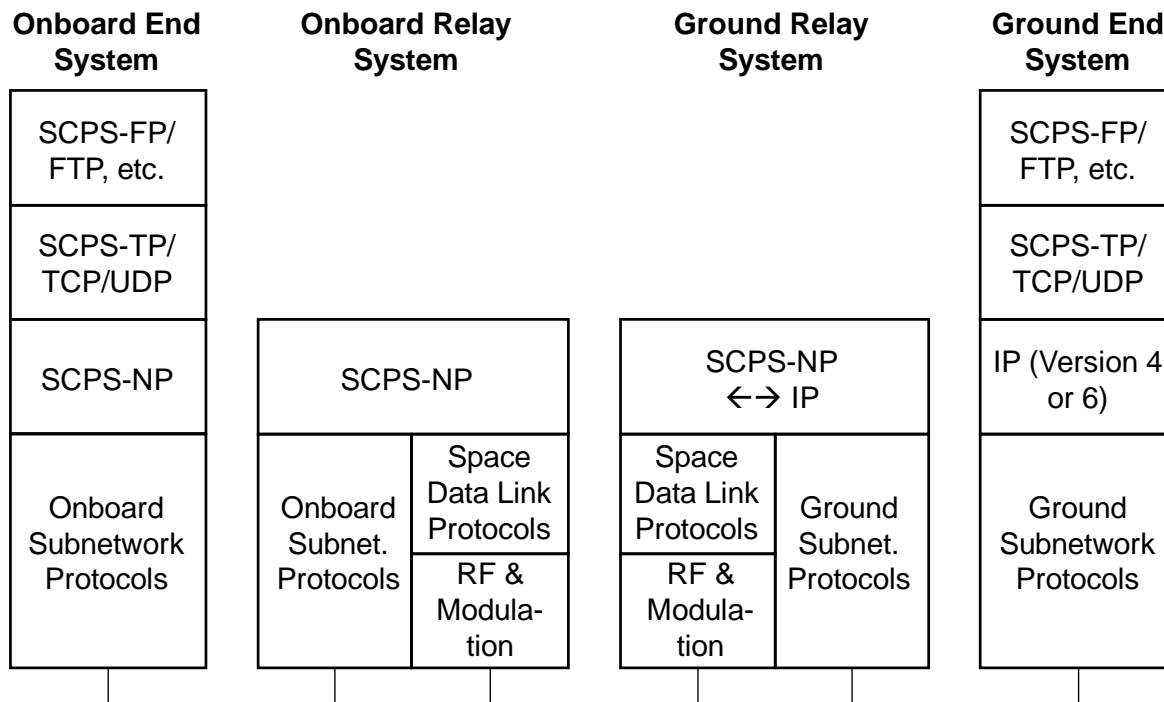 Onboard End
System
Onboard Relay
System
Ground Relay
System
Ground End
System
SCPS-FP/
FTP, etc.
SCPS-TP/
TCP/UDP
SCPS-NP
Onboard
Subnetwork
Protocols
SCPS-NP
Onboard
Subnet.
Protocols
Space
Data Link
Protocols
RF &
Modula-
tion
SCPS-NP
←→ IP
Space
Data Link
Protocols
RF &
Modula-
tion
Ground
Subnet.
Protocols
SCPS-FP/
FTP, etc.
SCPS-TP/
TCP/UDP
IP (Version 4
or 6)
Ground
Subnetwork
Protocols